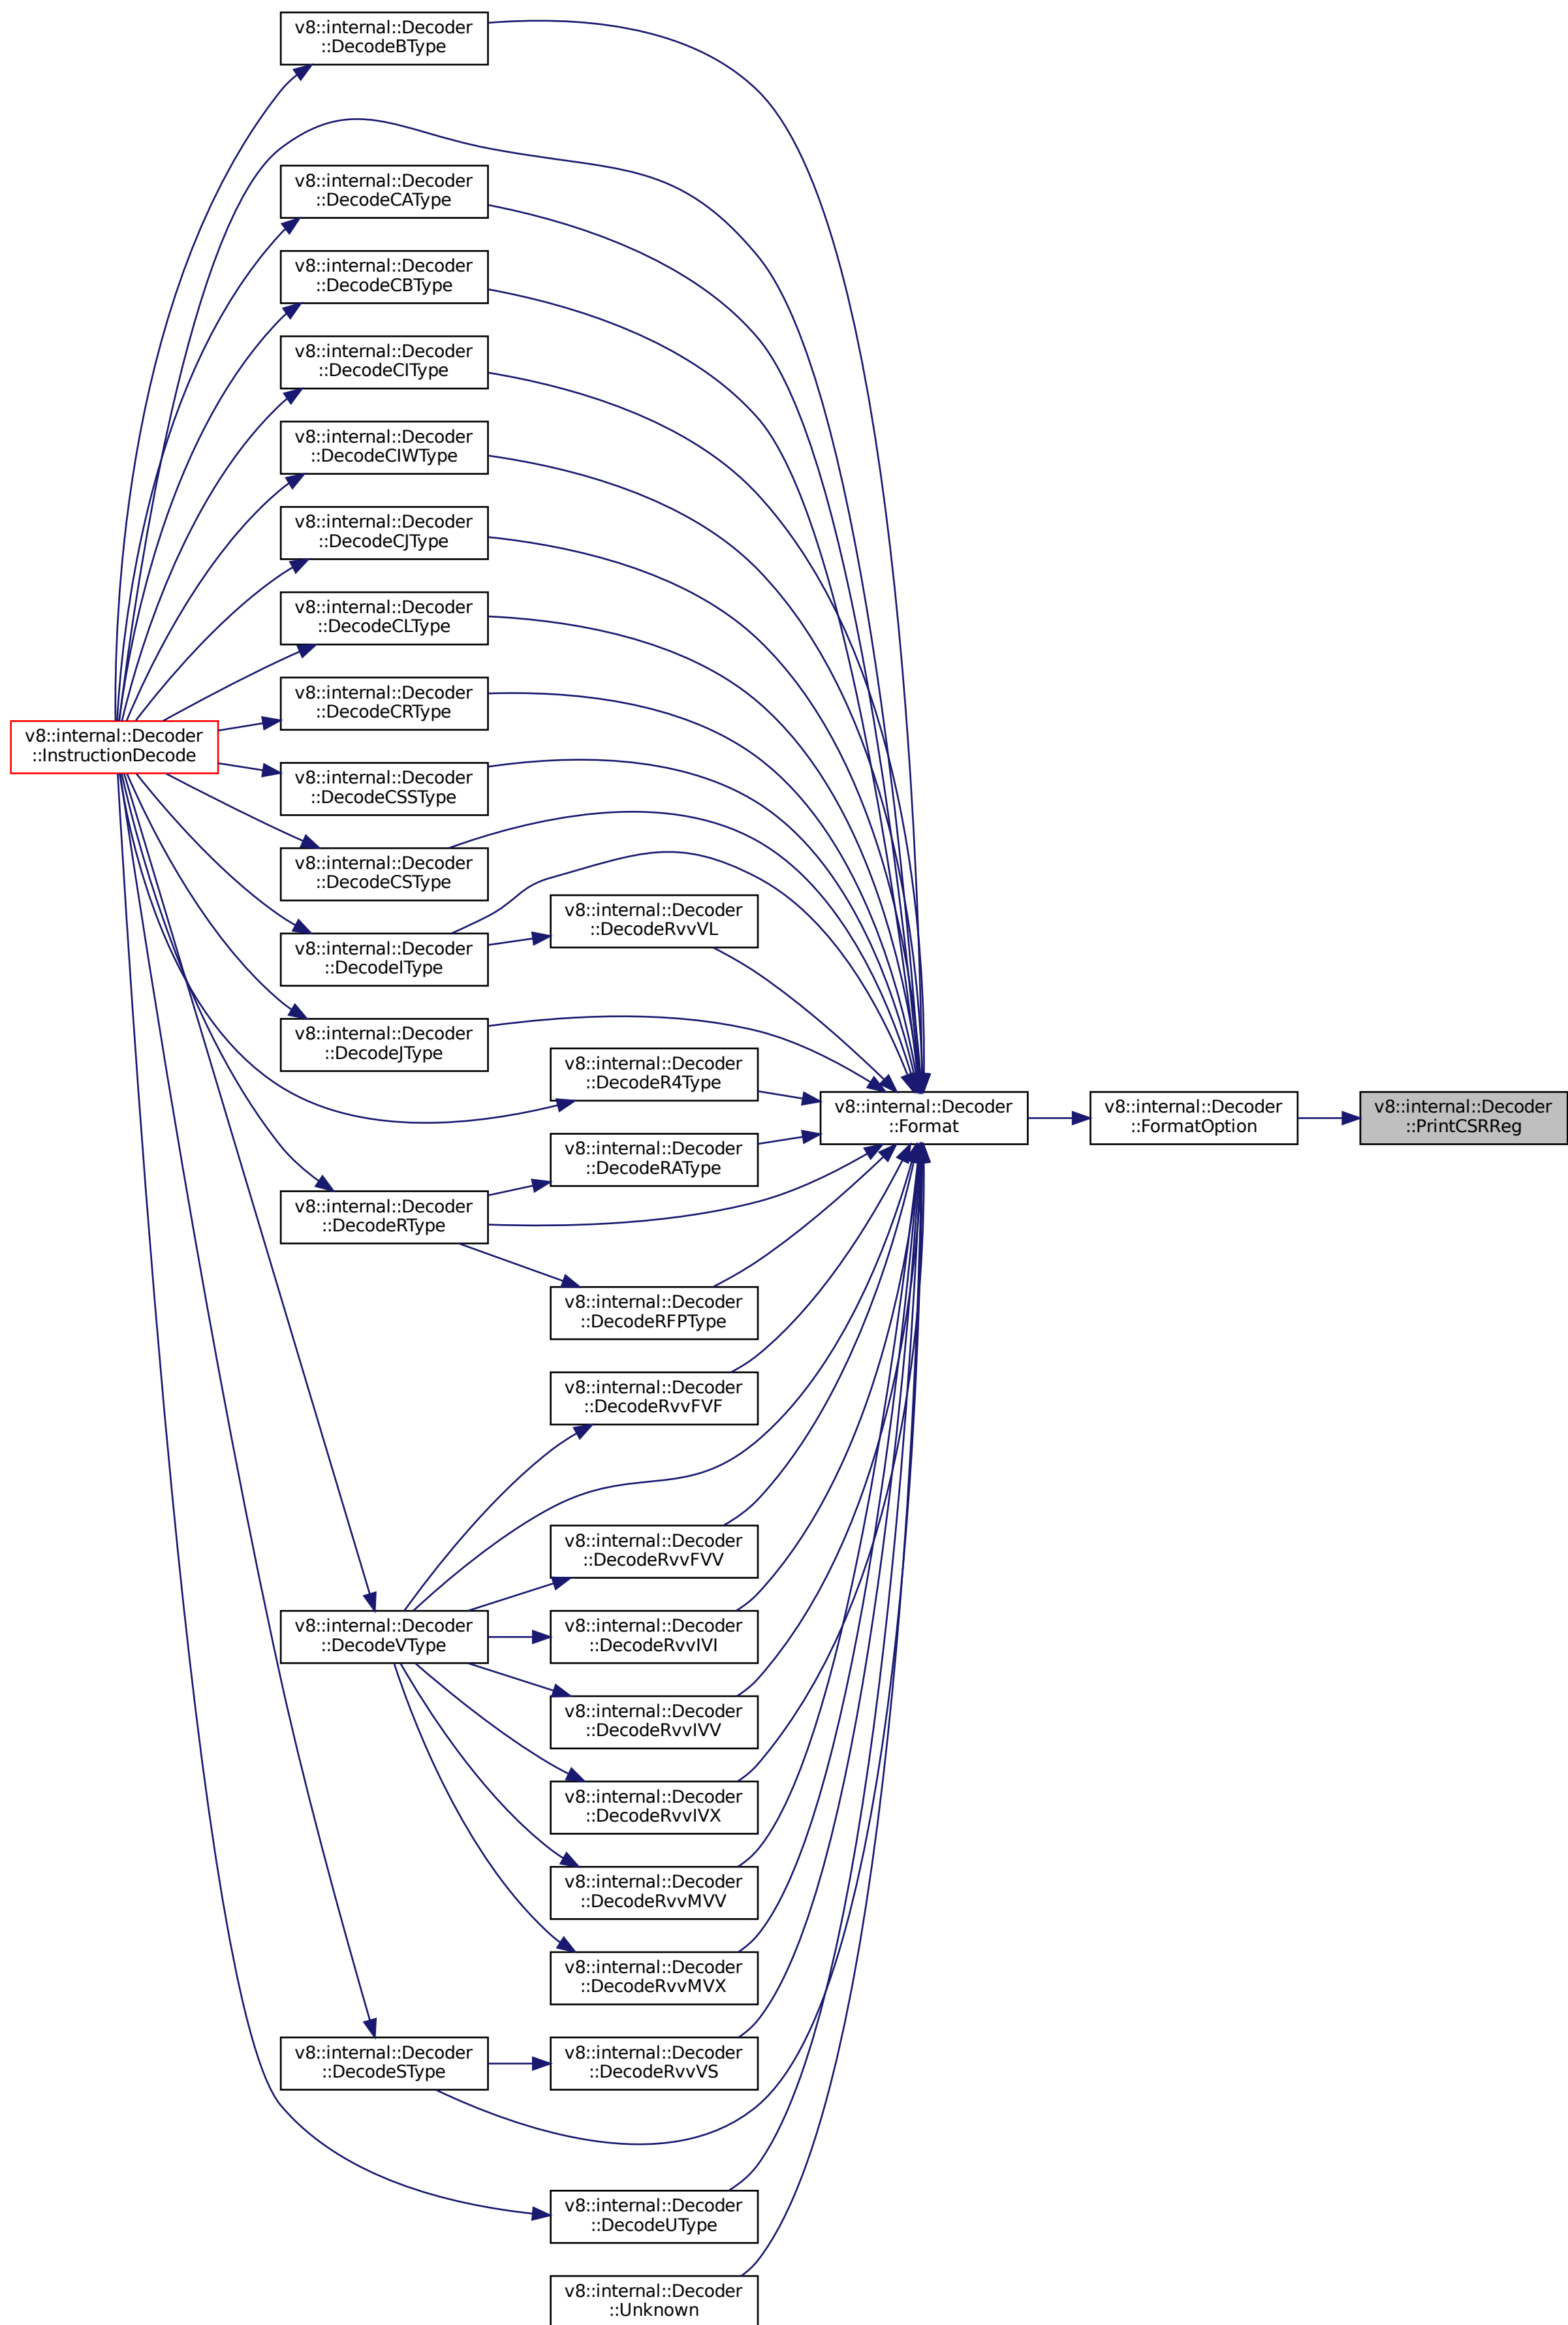 v8::internal::Decoder
::DecodeBType
v8::internal::Decoder
::DecodeCAType
v8::internal::Decoder
::DecodeCBType
v8::internal::Decoder
::DecodeCIType
v8::internal::Decoder
::DecodeCIWType
v8::internal::Decoder
::DecodeCJType
v8::internal::Decoder
::DecodeCLType
v8::internal::Decoder
::DecodeCRType
v8::internal::Decoder
::InstructionDecode
v8::internal::Decoder
::DecodeCSSType
v8::internal::Decoder
::DecodeCSType
v8::internal::Decoder
::DecodeRvvVL
v8::internal::Decoder
::DecodeIType
v8::internal::Decoder
::DecodeJType
v8::internal::Decoder
::DecodeR4Type
v8::internal::Decoder
::Format
v8::internal::Decoder
::FormatOption
v8::internal::Decoder
::PrintCSRReg
v8::internal::Decoder
::DecodeRAType
v8::internal::Decoder
::DecodeRType
v8::internal::Decoder
::DecodeRFPType
v8::internal::Decoder
::DecodeRvvFVF
v8::internal::Decoder
::DecodeRvvFVV
v8::internal::Decoder
::DecodeVType
v8::internal::Decoder
::DecodeRvvIVI
v8::internal::Decoder
::DecodeRvvIVV
v8::internal::Decoder
::DecodeRvvIVX
v8::internal::Decoder
::DecodeRvvMVV
v8::internal::Decoder
::DecodeRvvMVX
v8::internal::Decoder
::DecodeSType
v8::internal::Decoder
::DecodeRvvVS
v8::internal::Decoder
::DecodeUType
v8::internal::Decoder
::Unknown